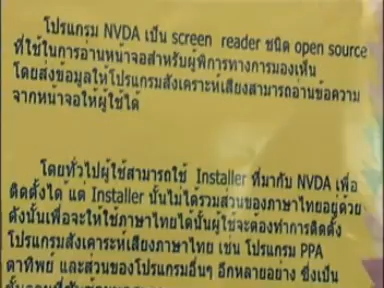 โปรแกรม NVDA เป็น screen reader ชนิด open source
ที่ใช้ในการอ่านหน้าจอสำหรับผู้พิการทางการมองเห็น
โดยส่งข้อมูลให้โปรแกรมสังเคราะห์เสียงสามารถอ่านข้อความ
จากหน้าจอให้ผู้ใช้ได้
โดยทั่วไปผู้ใช้สามารถใช้ Installer ที่มากับ NVDA เพื่อ
ติดตั้งได้ แต่ Installer นั้นไม่ได้รวมส่วนของภาษาไทยอยู่ด้วย
ดังนั้นเพื่อจะให้ใช้ภาษาไทยได้นั้นผู้ใช้จะต้องทำการติดตั้ง
โปรแกรมสังเคราะห์เสียงภาษาไทย เช่น โปรแกรม PPA
ตาทิพย์ และส่วนของโปรแกรมอื่นๆ อีกหลายอย่าง ซึ่งเป็น